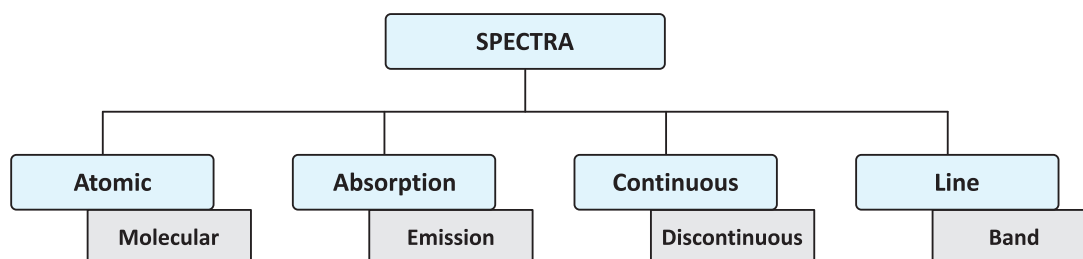 SPECTRA
Atomic
Absorption
Continuous
Line
Molecular
Emission
Discontinuous
Band